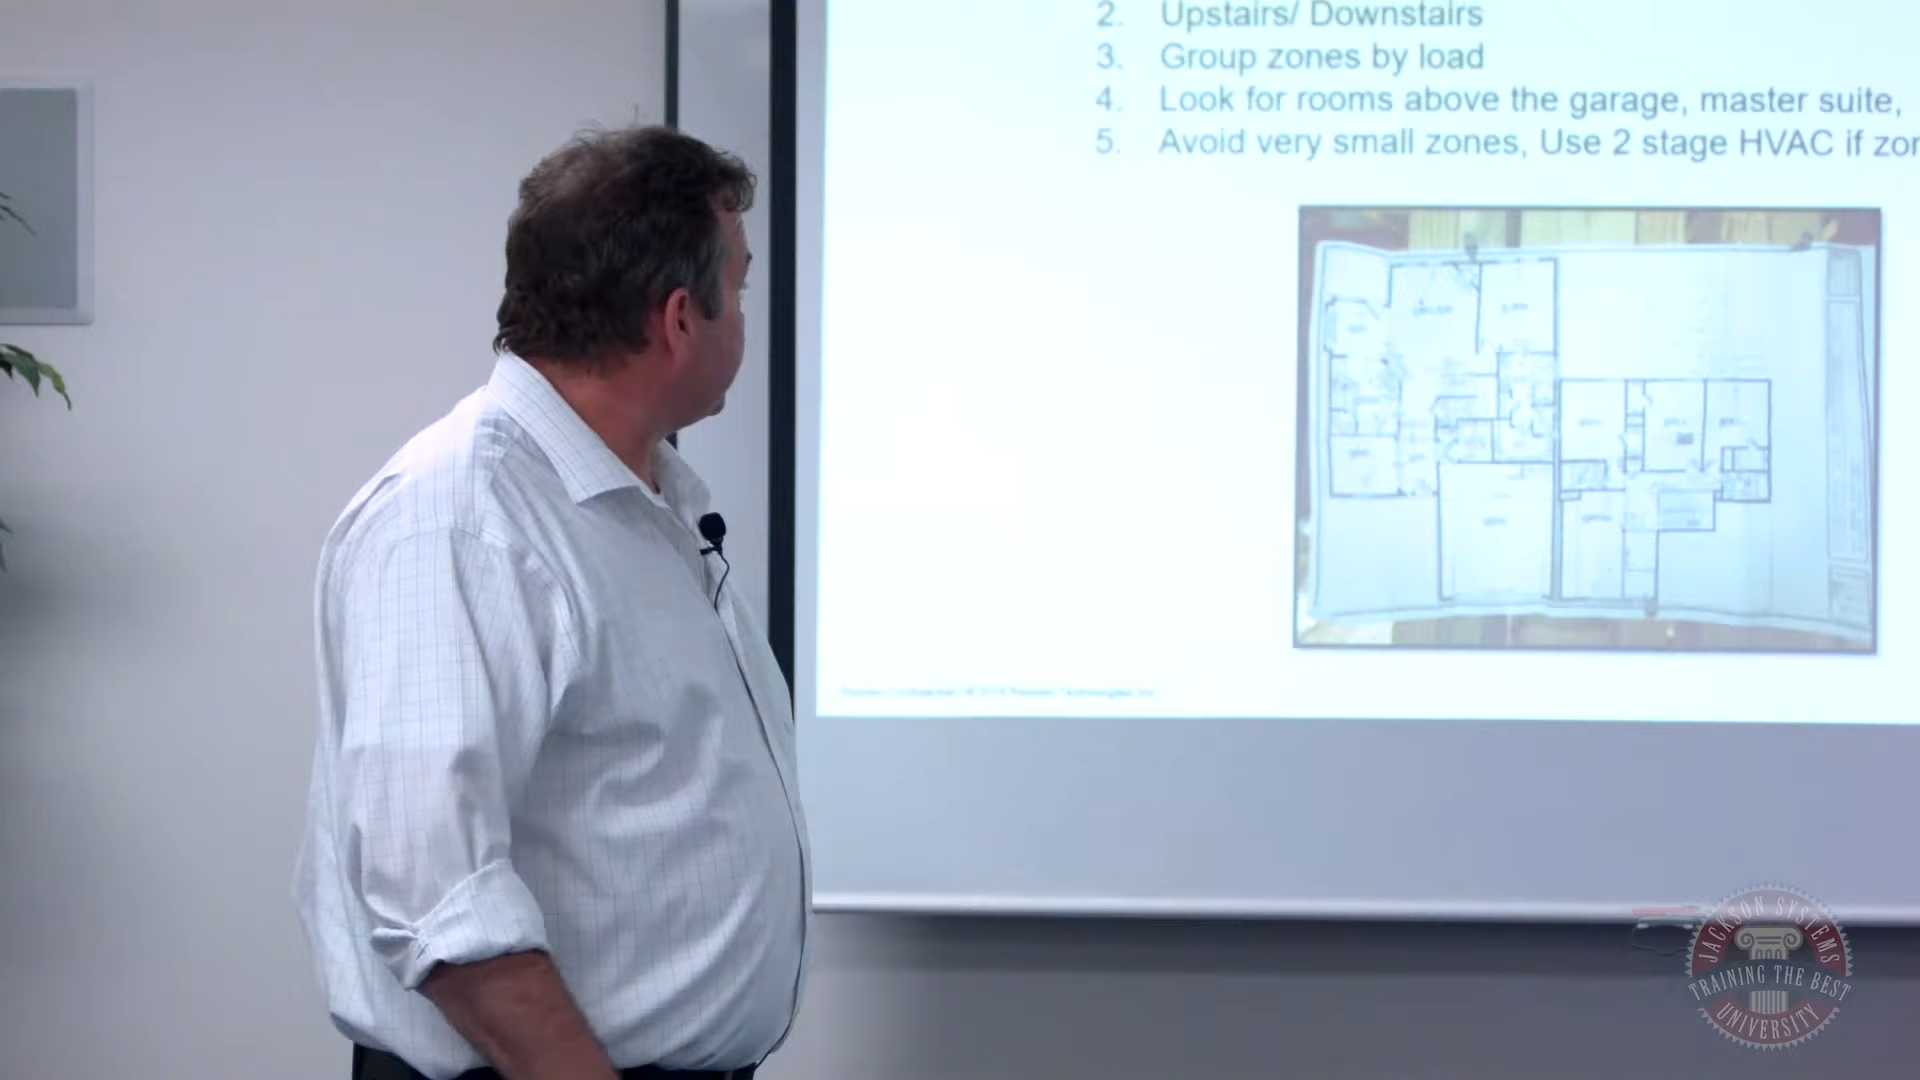 2. Upstairs/ Downstairs
3. Group zones by load
4. Look for rooms above the garage, master suite,
5. Avoid very small zones, Use 2 stage HVAC if zon
JACKSON SYSTEMS
TRAINING THE BEST
UNIVERSITY